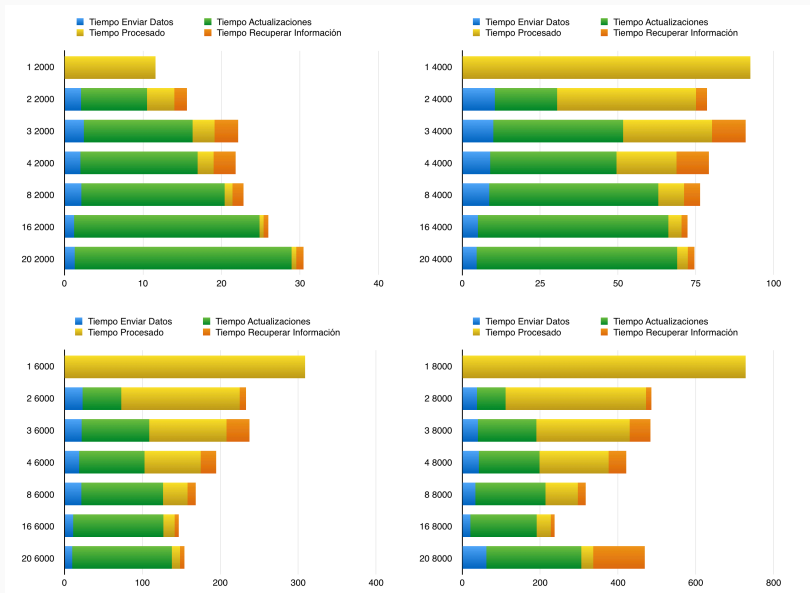 Tiempo Enviar Datos Tiempo Actualizaciones
Tiempo Procesado Tiempo Recuperar Información
1 2000
2 2000
3 2000
4 2000
8 2000
16 2000
20 2000
0 10 20 30 40
Tiempo Enviar Datos Tiempo Actualizaciones
Tiempo Procesado Tiempo Recuperar Información
1 4000
2 4000
3 4000
4 4000
8 4000
16 4000
20 4000
0 25 50 75 100
Tiempo Enviar Datos Tiempo Actualizaciones
Tiempo Procesado Tiempo Recuperar Información
1 6000
2 6000
3 6000
4 6000
8 6000
16 6000
20 6000
0 100 200 300 400
Tiempo Enviar Datos Tiempo Actualizaciones
Tiempo Procesado Tiempo Recuperar Información
1 8000
2 8000
3 8000
4 8000
8 8000
16 8000
20 8000
0 200 400 600 800